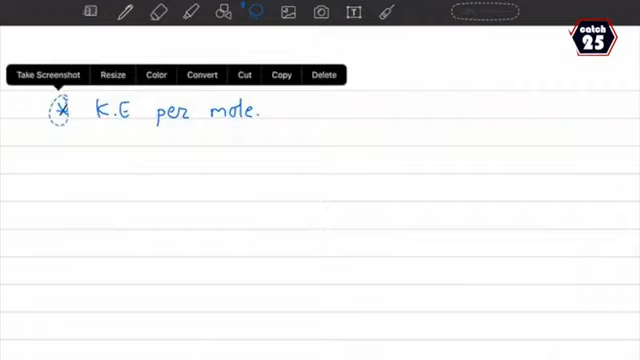 catch
25
Take Screenshot Resize Color Convert Cut Copy Delete
* K.E per mole.